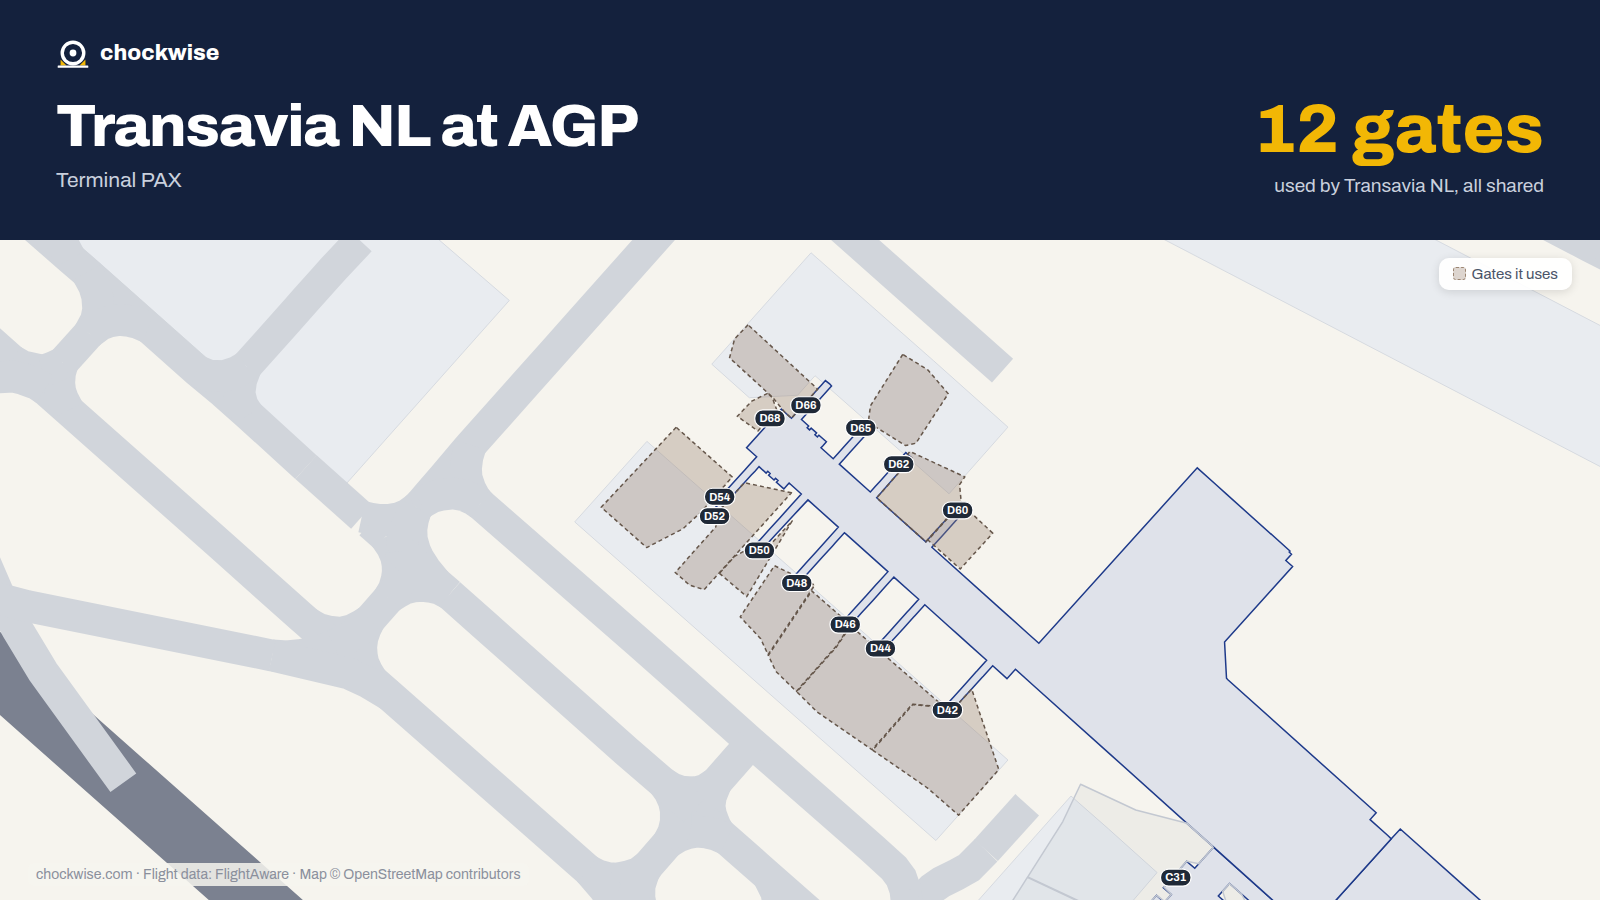 chockwise
Transavia NL at AGP
Terminal PAX
12 gates
used by Transavia NL, all shared
Gates it uses
D66
D68
D65
D62
D54
D52
D60
D50
D48
D46
D44
D42
C31
chockwise.com · Flight data: FlightAware · Map © OpenStreetMap contributors